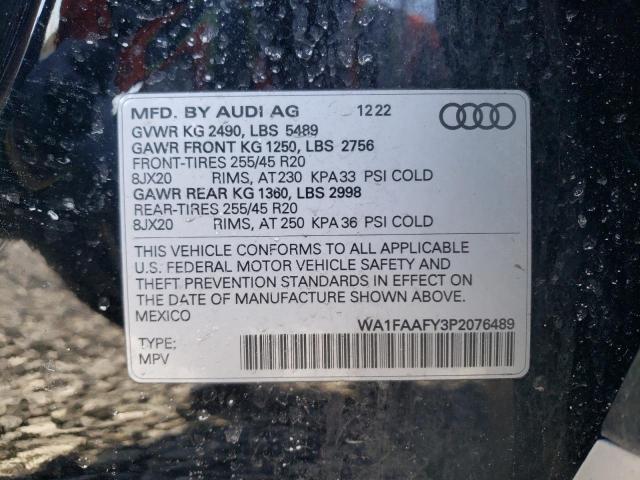 MFD. BY AUDI AG 12 22
GVWR KG 2490, LBS 5489
GAWR FRONT KG 1250, LBS 2756
FRONT-TIRES 255/45 R20
8JX20 RIMS, AT 230 KPA 33 PSI COLD
GAWR REAR KG 1360, LBS 2998
REAR-TIRES 255/45 R20
8JX20 RIMS, AT 250 KPA 36 PSI COLD
THIS VEHICLE CONFORMS TO ALL APPLICABLE
U.S. FEDERAL MOTOR VEHICLE SAFETY AND
THEFT PREVENTION STANDARDS IN EFFECT ON
THE DATE OF MANUFACTURE SHOWN ABOVE.
MEXICO
WA1FAAFY3P2076489
TYPE:
MPV